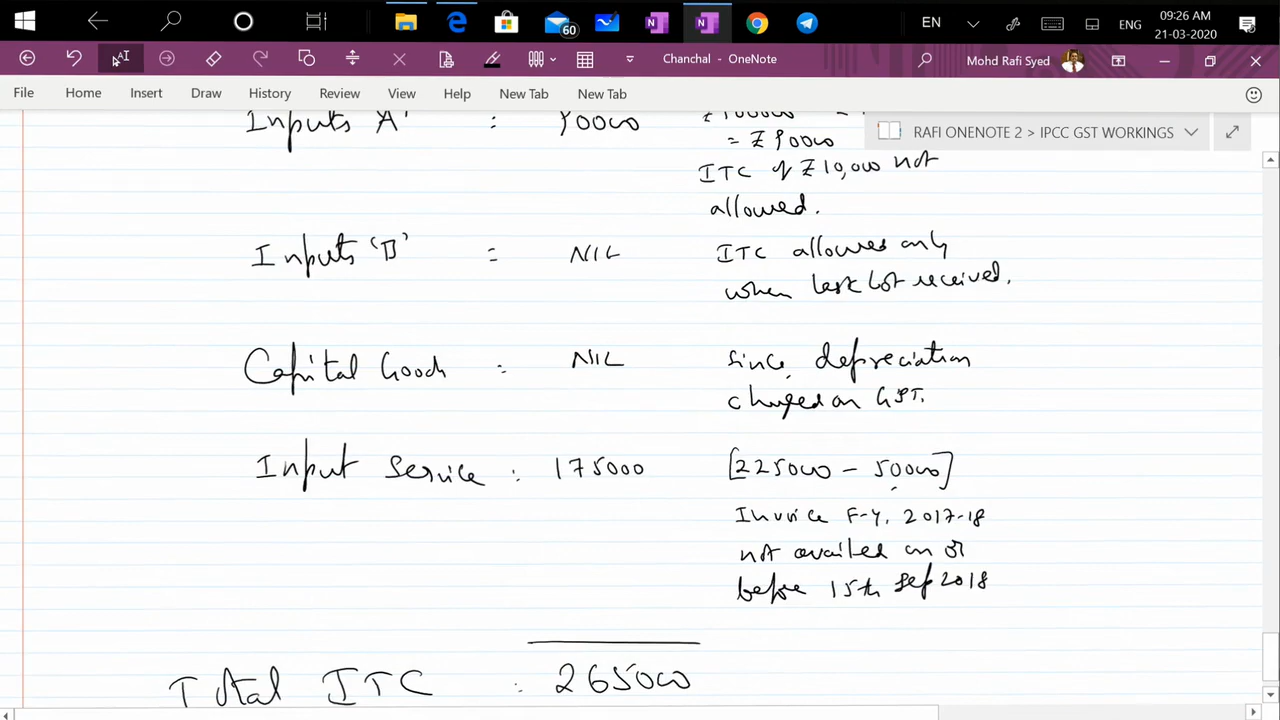 60
EN
ENG
09:26 AM
21-03-2020
Chanchal - OneNote
Mohd Rafi Syed
File Home Insert Draw History Review View Help New Tab New Tab
RAFI ONENOTE 2 > IPCC GST WORKINGS
Inputs 'A' : 90000
= ₹90000
ITC of ₹10,000 not
allowed.
Inputs 'B' = NIL ITC allowed only
when last lot received.
Capital Goods : NIL Since depreciation
charged on GST.
Input Service : 175000 [225000 - 50000]
Invoice F-Y. 2017-18
not availed on or
before 15th Sep 2018
Total ITC : 265000